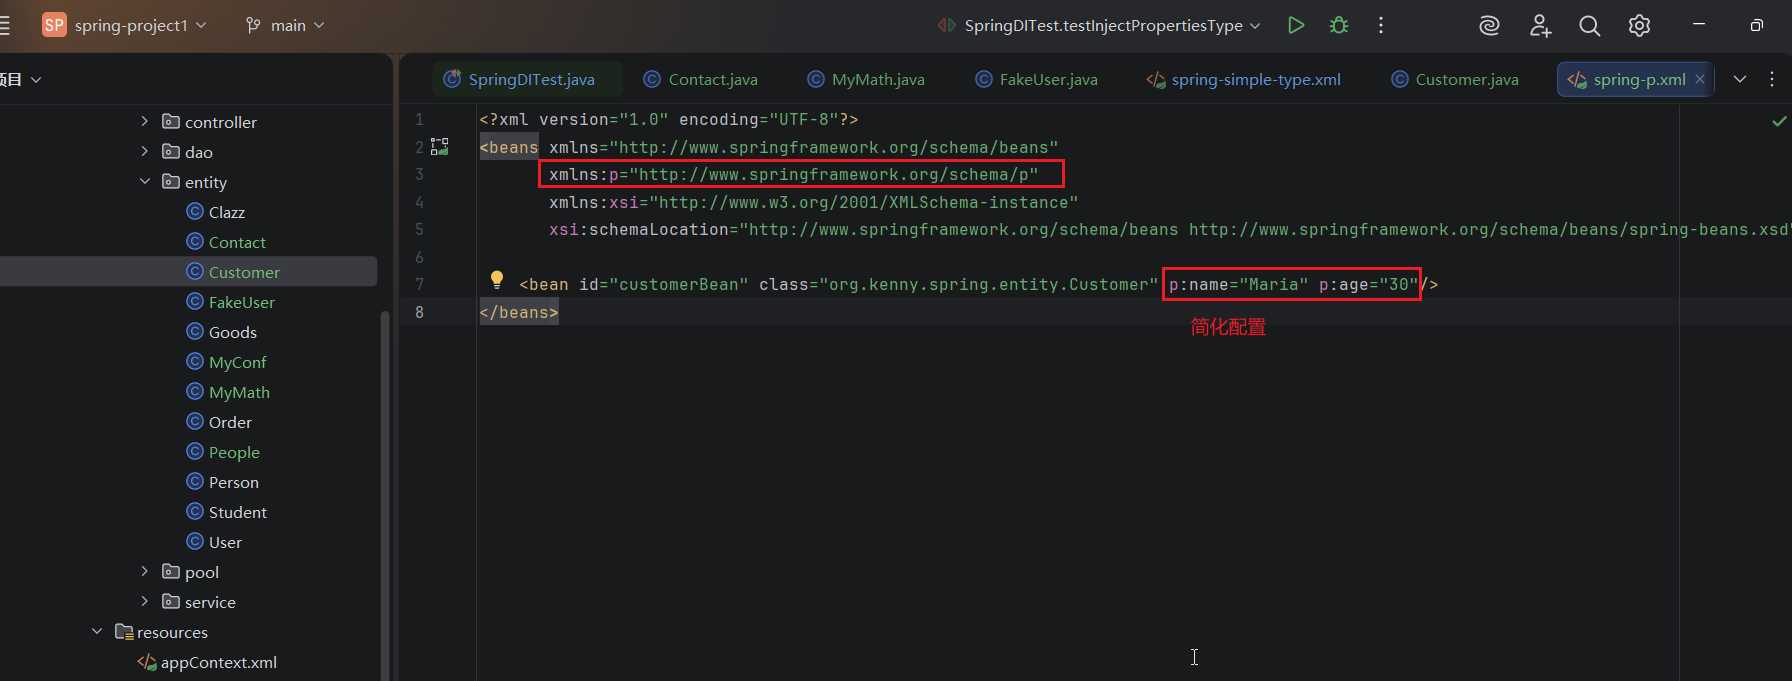 SP spring-project1 main SpringDITest.testInjectPropertiesType
项目
SpringDITest.java Contact.java MyMath.java FakeUser.java spring-simple-type.xml Customer.java spring-p.xml
controller
dao
entity
Clazz
Contact
Customer
FakeUser
Goods
MyConf
MyMath
Order
People
Person
Student
User
pool
service
resources
appContext.xml
1 <?xml version="1.0" encoding="UTF-8"?>
2 <beans xmlns="http://www.springframework.org/schema/beans"
3 xmlns:p="http://www.springframework.org/schema/p"
4 xmlns:xsi="http://www.w3.org/2001/XMLSchema-instance"
5 xsi:schemaLocation="http://www.springframework.org/schema/beans http://www.springframework.org/schema/beans/spring-beans.xsd"
6
7 <bean id="customerBean" class="org.kenny.spring.entity.Customer" p:name="Maria" p:age="30"/>
8 </beans>
简化配置